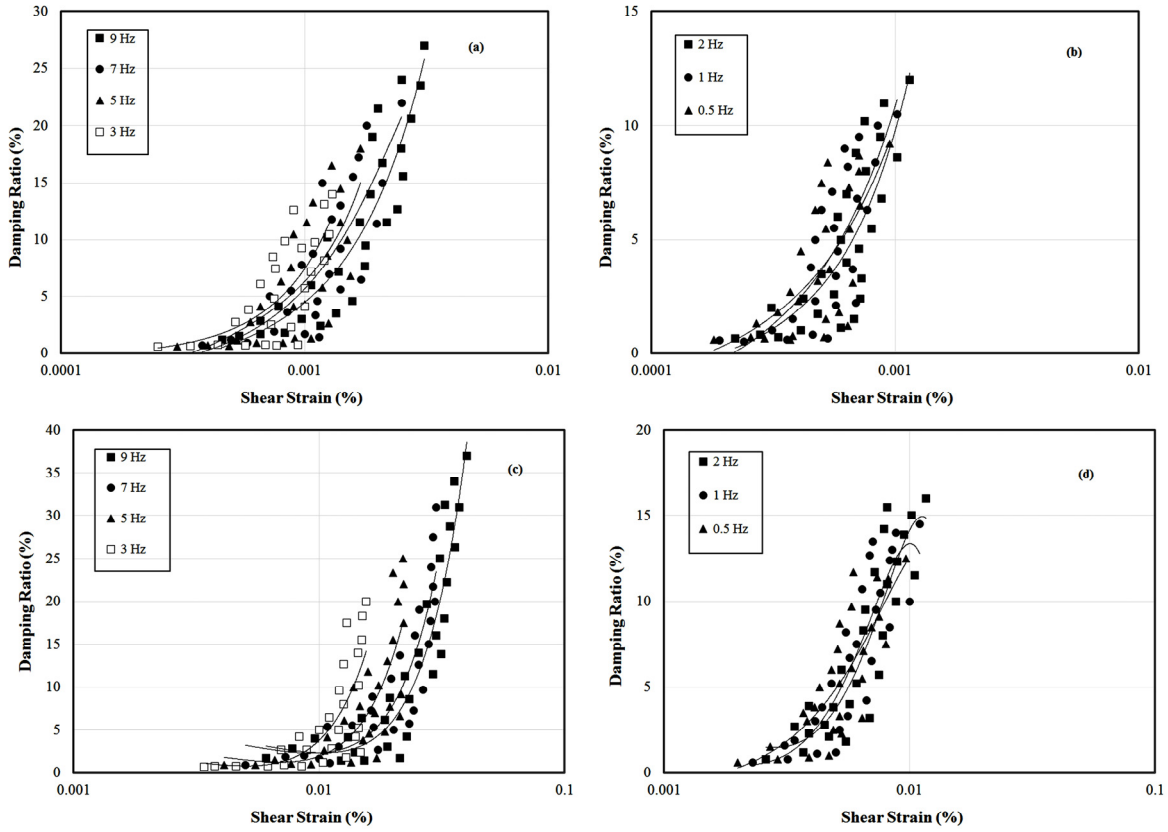 30
25
20
15
10
5
0
0.0001
0.001
0.01
Damping Ratio (%)
Shear Strain (%)
9 Hz
7 Hz
5 Hz
3 Hz
(a)
15
10
5
0
0.0001
0.001
0.01
Damping Ratio (%)
Shear Strain (%)
2 Hz
1 Hz
0.5 Hz
(b)
40
35
30
25
20
15
10
5
0
0.001
0.01
0.1
Damping Ratio (%)
Shear Strain (%)
9 Hz
7 Hz
5 Hz
3 Hz
(c)
20
15
10
5
0
0.001
0.01
0.1
Damping Ratio (%)
Shear Strain (%)
2 Hz
1 Hz
0.5 Hz
(d)